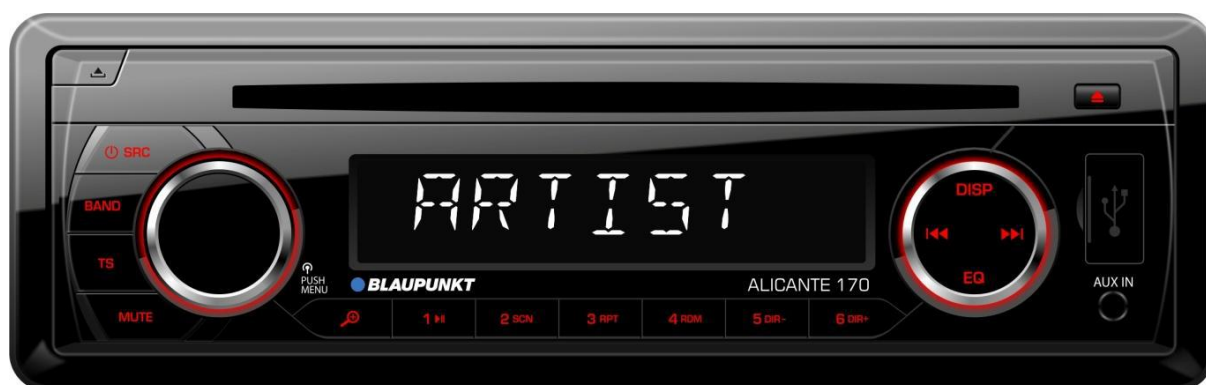 SRC
BAND
TS
MUTE
ARTIST
PUSH
MENU
BLAUPUNKT
ALICANTE 170
1
2 SCN
3 RPT
4 RDM
5 DIR-
6 DIR+
DISP
EQ
AUX IN